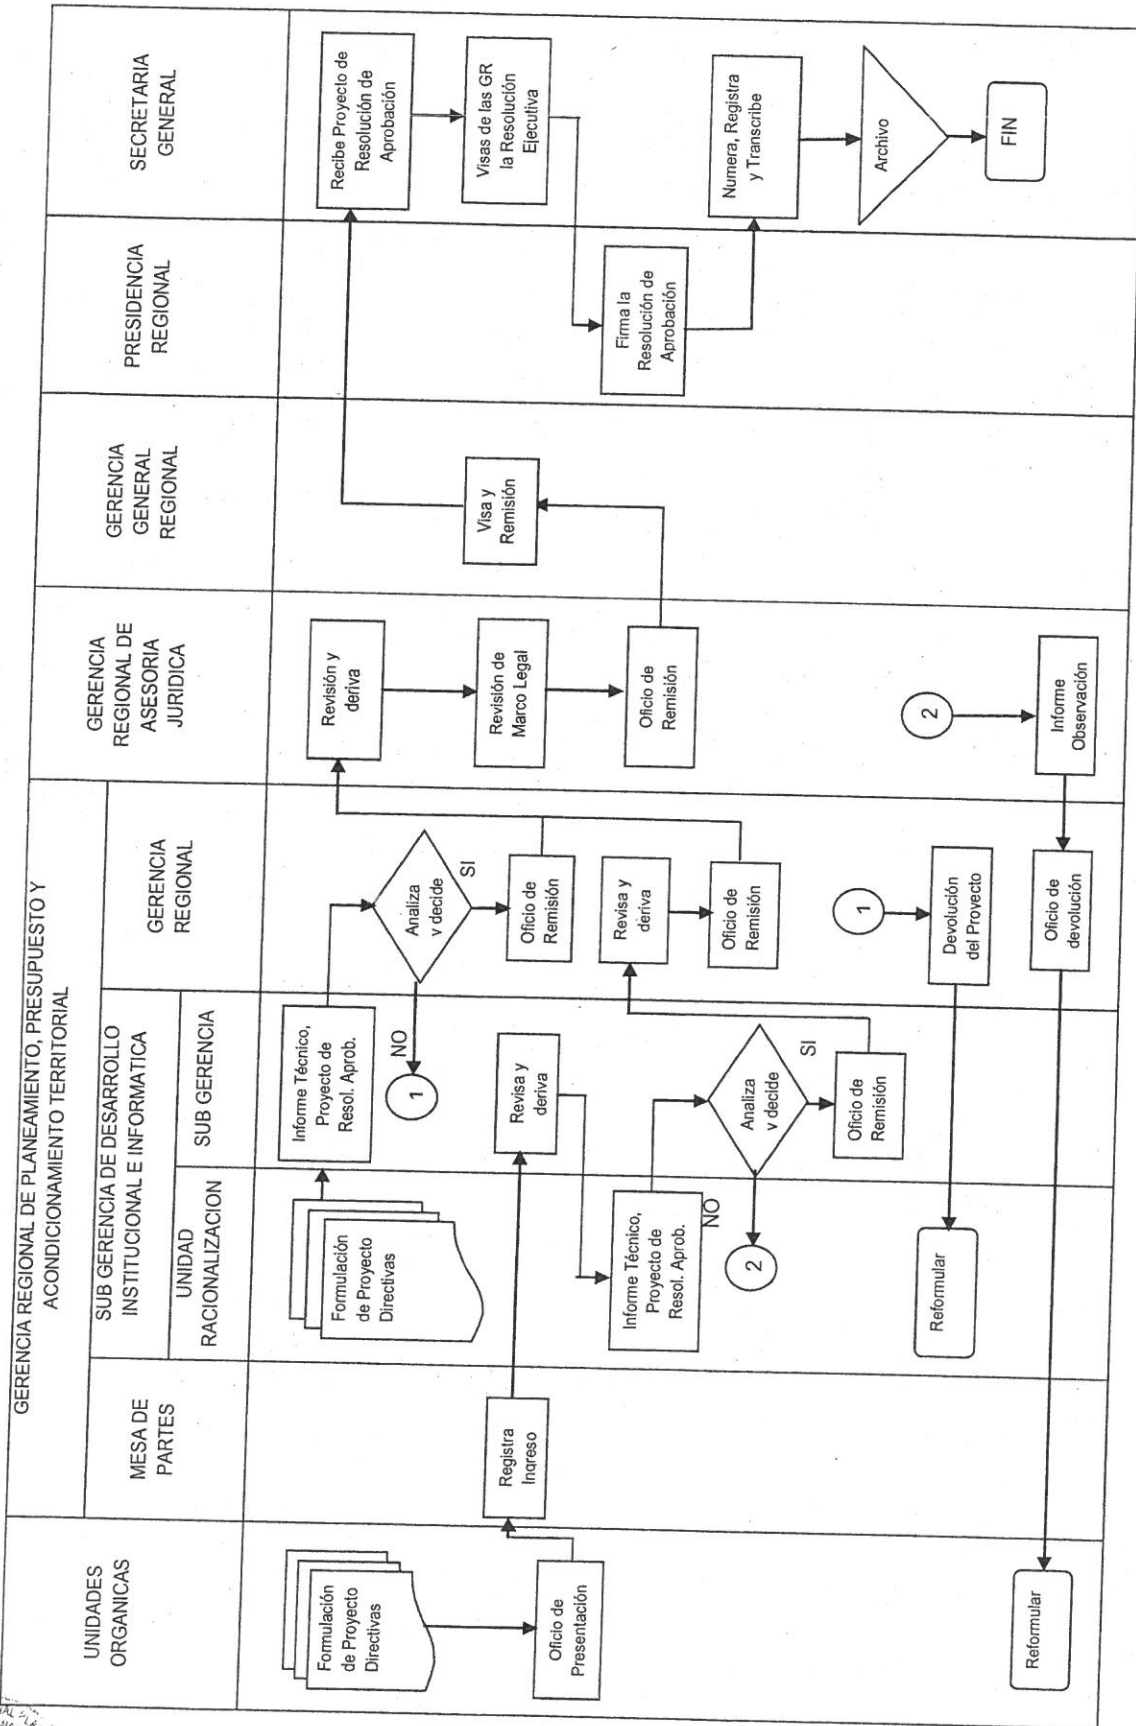 GERENCIA REGIONAL DE PLANEAMIENTO, PRESUPUESTO Y
ACONDICIONAMIENTO TERRITORIAL
UNIDADES
ORGANICAS
MESA DE
PARTES
SUB GERENCIA DE DESARROLLO
INSTITUCIONAL E INFORMATICA
UNIDAD
RACIONALIZACION
SUB GERENCIA
GERENCIA
REGIONAL
GERENCIA
REGIONAL DE
ASESORIA
JURIDICA
GERENCIA
GENERAL
REGIONAL
PRESIDENCIA
REGIONAL
SECRETARIA
GENERAL
Formulación
de Proyecto
Directivas
Oficio de
Presentación
Reformular
Registra
Ingreso
Formulación
de Proyecto
Directivas
Informe Técnico,
Proyecto de
Resol. Aprob.
NO
2
Reformular
Informe Técnico,
Proyecto de
Resol. Aprob.
NO
1
Revisa y
deriva
Analiza
v decide
SI
Oficio de
Remisión
Analiza
v decide
SI
Oficio de
Remisión
Revisa y
deriva
Oficio de
Remisión
1
Devolución
del Proyecto
Oficio de
devolución
Revisión y
deriva
Revisión de
Marco Legal
Oficio de
Remisión
2
Informe
Observación
Visa y
Remisión
Firma la
Resolución de
Aprobación
Recibe Proyecto de
Resolución de
Aprobación
Visas de las GR
la Resolución
Ejecutiva
Numera, Registra
y Transcribe
Archivo
FIN